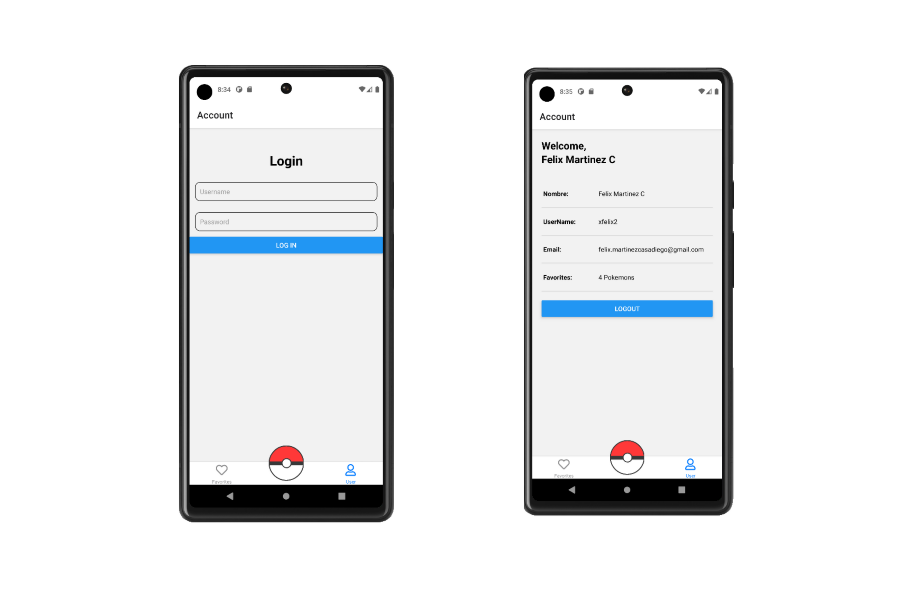 8:34
Account
Login
Username
Password
LOG IN
Favorites
User
8:35
Account
Welcome,
Felix Martinez C
Nombre: Felix Martinez C
UserName: xfelix2
Email: felix.martinezcasadiego@gmail.com
Favorites: 4 Pokemons
LOGOUT
Favorites
User